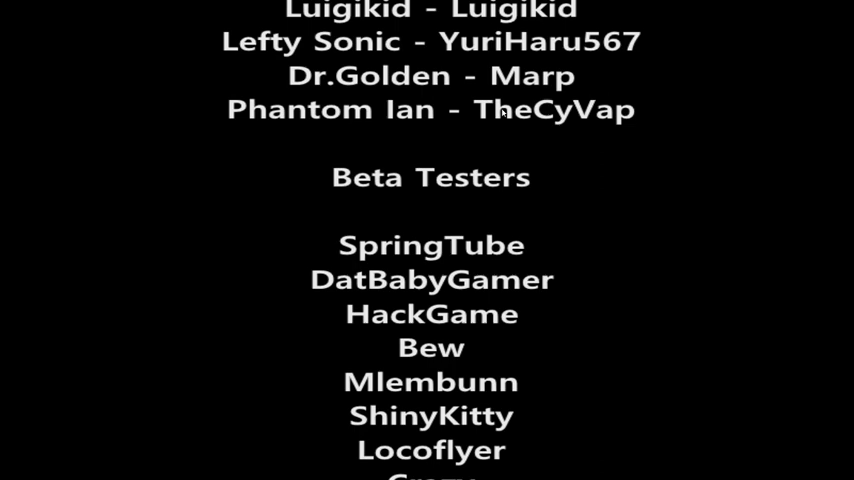 Luigikid - Luigikid
Lefty Sonic - YuriHaru567
Dr.Golden - Marp
Phantom Ian - TheCyVap
Beta Testers
SpringTube
DatBabyGamer
HackGame
Bew
Mlembunn
ShinyKitty
Locoflyer